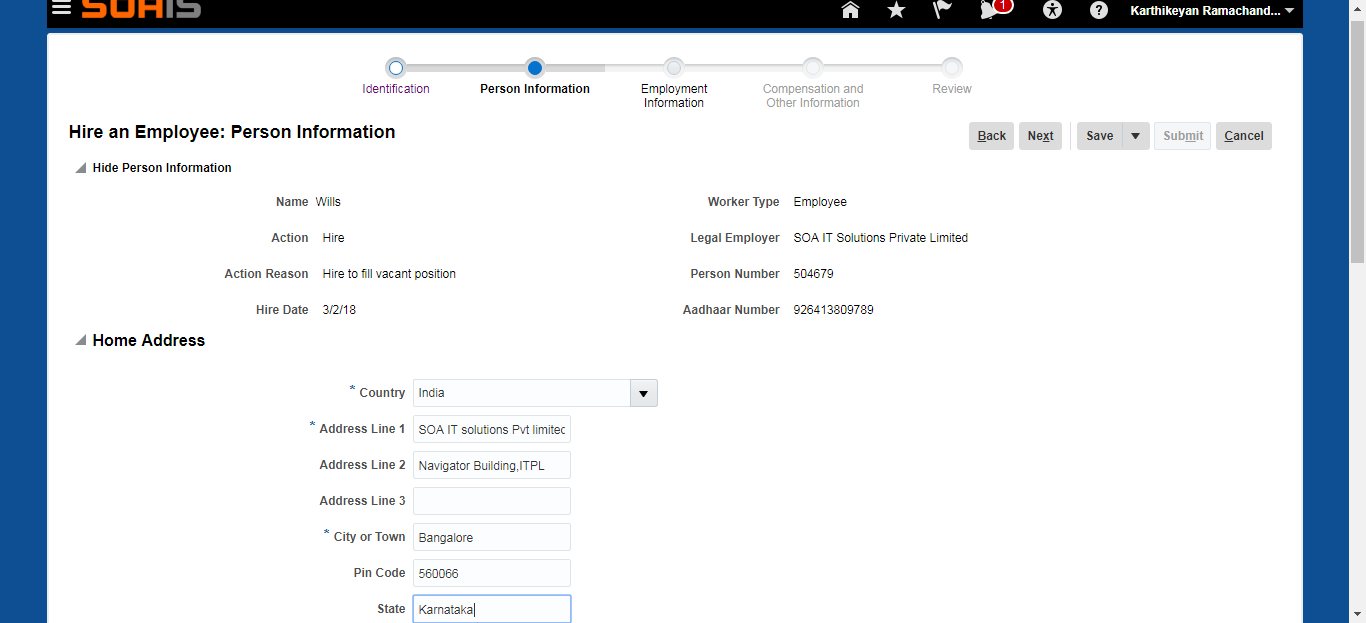 SOAIS
1
Karthikeyan Ramachand...
Identification
Person Information
Employment
Information
Compensation and
Other Information
Review
Hire an Employee: Person Information
Back
Next
Save
Submit
Cancel
Hide Person Information
Name Wills
Worker Type Employee
Action Hire
Legal Employer SOA IT Solutions Private Limited
Action Reason Hire to fill vacant position
Person Number 504679
Hire Date 3/2/18
Aadhaar Number 926413809789
Home Address
* Country India
* Address Line 1 SOA IT solutions Pvt limited
Address Line 2 Navigator Building,ITPL
Address Line 3
* City or Town Bangalore
Pin Code 560066
State Karnataka